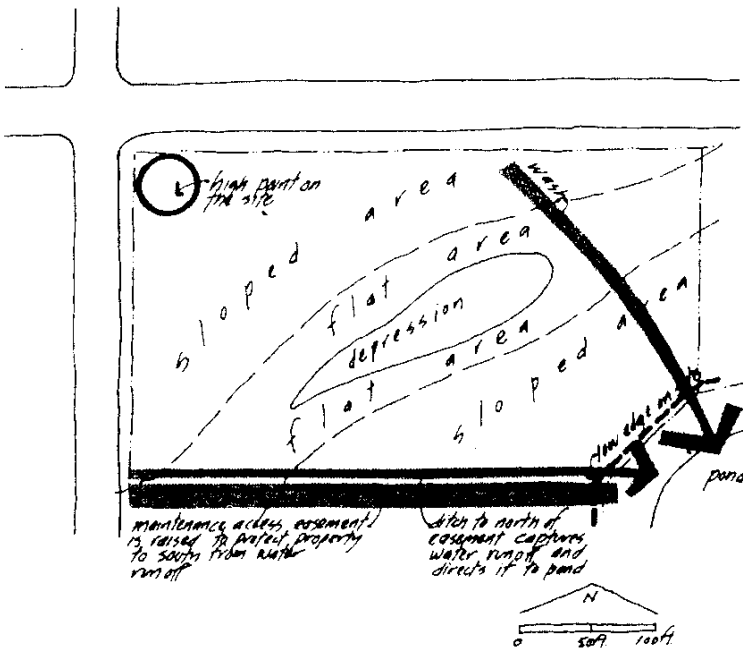 high point on
the site
sloped area
wash
flat area
depression
flat area
sloped area
low edge on
pond
maintenance access easement
is raised to protect property
to south from water
runoff
ditch to north of
easement captures
water runoff and
directs it to pond
N
0 50ft. 100ft.